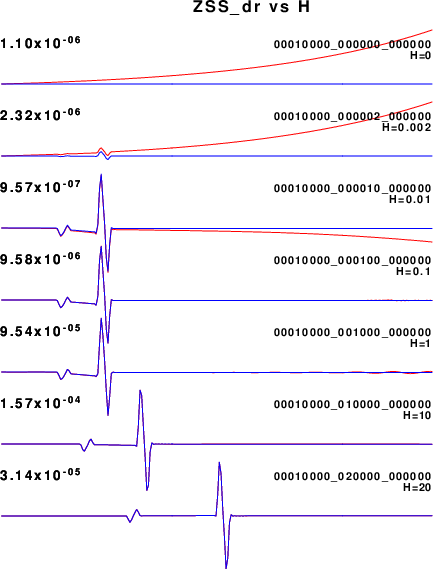 ZSS_dr vs H
1.10x10-06
00010000_000000_000000
H=0
2.32x10-06
00010000_000002_000000
H=0.002
9.57x10-07
00010000_000010_000000
H=0.01
9.58x10-06
00010000_000100_000000
H=0.1
9.54x10-05
00010000_001000_000000
H=1
1.57x10-04
00010000_010000_000000
H=10
3.14x10-05
00010000_020000_000000
H=20